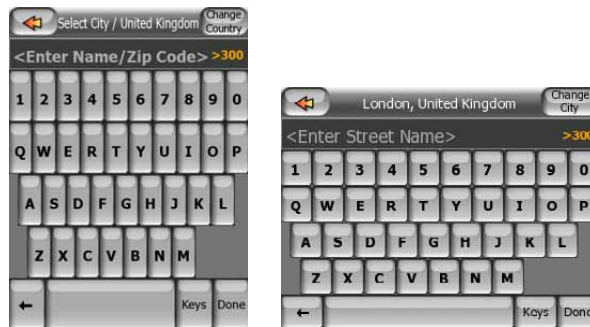 Select City / United Kingdom
Change
Country
<Enter Name/Zip Code> >300
1 2 3 4 5 6 7 8 9 0
Q W E R T Y U I O P
A S D F G H J K L
Z X C V B N M
Keys Done
London, United Kingdom
Change
City
<Enter Street Name> >300
1 2 3 4 5 6 7 8 9 0
Q W E R T Y U I O P
A S D F G H J K L
Z X C V B N M
Keys Done